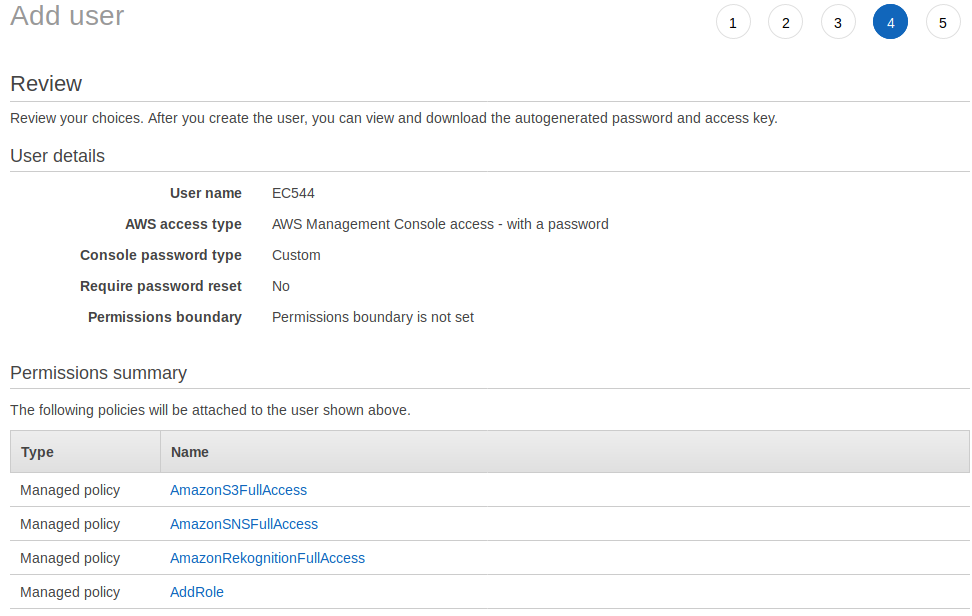 Add user
1 2 3 4 5
Review
Review your choices. After you create the user, you can view and download the autogenerated password and access key.
User details
User name EC544
AWS access type AWS Management Console access - with a password
Console password type Custom
Require password reset No
Permissions boundary Permissions boundary is not set
Permissions summary
The following policies will be attached to the user shown above.
Type Name
Managed policy AmazonS3FullAccess
Managed policy AmazonSNSFullAccess
Managed policy AmazonRekognitionFullAccess
Managed policy AddRole